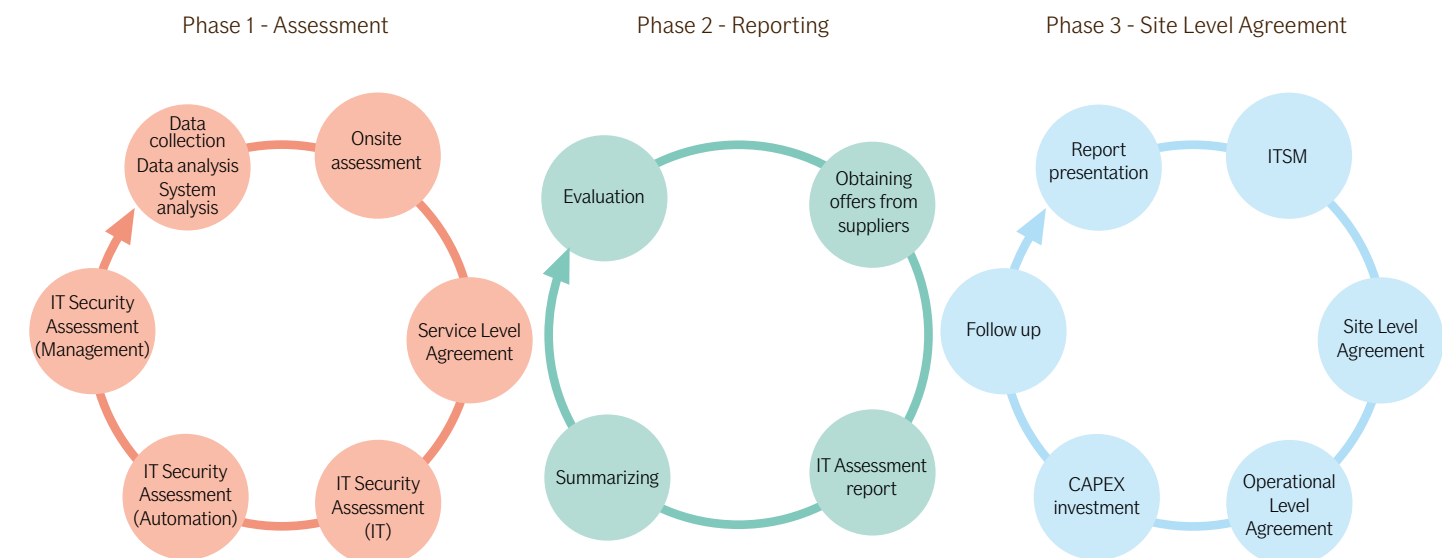 Phase 1 - Assessment
Data
collection
Data analysis
System
analysis
Onsite
assessment
Service Level
Agreement
IT Security
Assessment
(IT)
IT Security
Assessment
(Automation)
IT Security
Assessment
(Management)
Phase 2 - Reporting
Evaluation
Obtaining
offers from
suppliers
IT Assessment
report
Summarizing
Phase 3 - Site Level Agreement
Report
presentation
ITSM
Site Level
Agreement
Operational
Level
Agreement
CAPEX
investment
Follow up